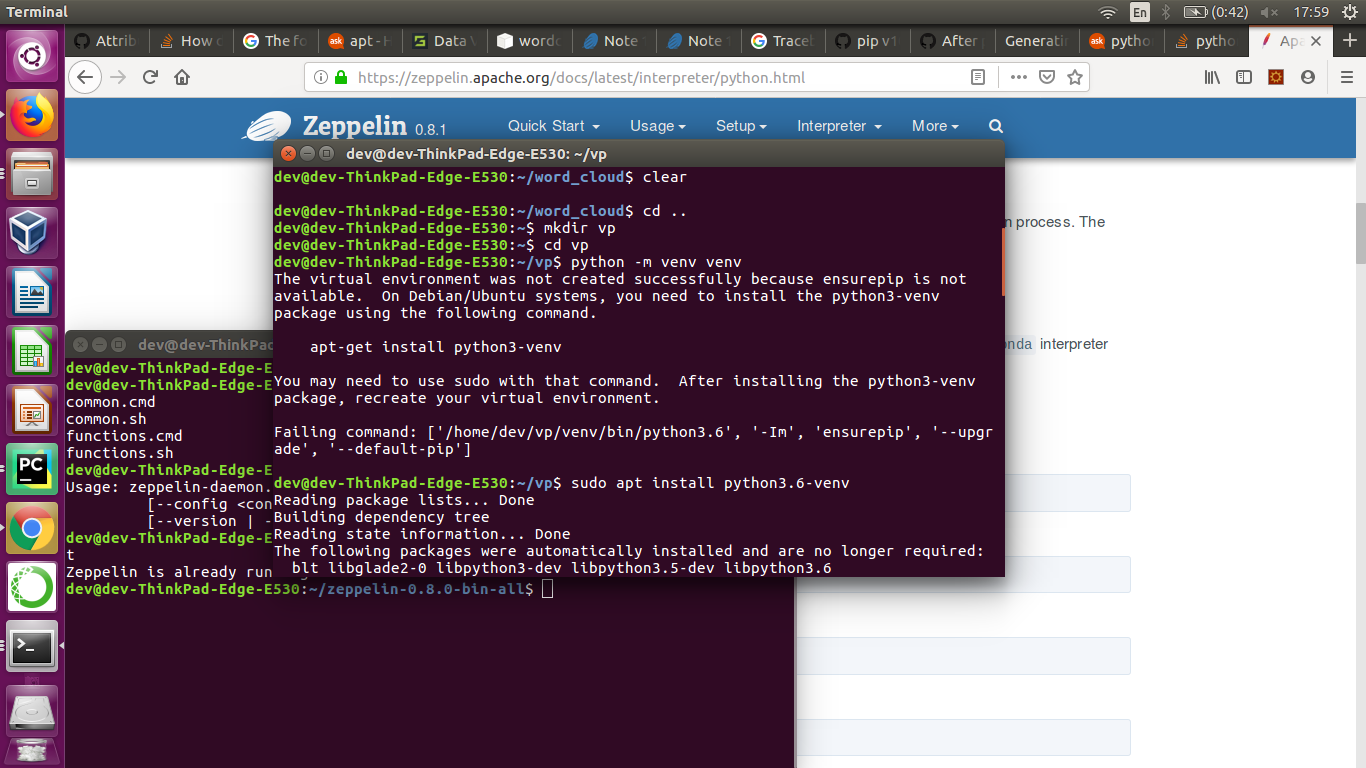 Terminal
En
(0:42)
17:59
Attrib
How
The fo
apt - H
Data
wordc
Note
Note
Traceb
pip v1
After
Generatin
python
pytho
Apa
https://zeppelin.apache.org/docs/latest/interpreter/python.html
Zeppelin 0.8.1
Quick Start
Usage
Setup
Interpreter
More
n process. The
onda interpreter
dev@dev-ThinkPad-Edge-E530: ~/vp
dev@dev-ThinkPad-Edge-E530:~/word_cloud$ clear
dev@dev-ThinkPad-Edge-E530:~/word_cloud$ cd ..
dev@dev-ThinkPad-Edge-E530:~$ mkdir vp
dev@dev-ThinkPad-Edge-E530:~$ cd vp
dev@dev-ThinkPad-Edge-E530:~/vp$ python -m venv venv
The virtual environment was not created successfully because ensurepip is not
available.  On Debian/Ubuntu systems, you need to install the python3-venv
package using the following command.
apt-get install python3-venv
You may need to use sudo with that command.  After installing the python3-venv
package, recreate your virtual environment.
Failing command: ['/home/dev/vp/venv/bin/python3.6', '-Im', 'ensurepip', '--upgr
ade', '--default-pip']
dev@dev-ThinkPad-Edge-E530:~/vp$ sudo apt install python3.6-venv
Reading package lists... Done
Building dependency tree
Reading state information... Done
The following packages were automatically installed and are no longer required:
blt libglade2-0 libpython3-dev libpython3.5-dev libpython3.6
dev@dev-ThinkPad
dev@dev-ThinkPad-Edge-E
dev@dev-ThinkPad-Edge-E
common.cmd
common.sh
functions.cmd
functions.sh
dev@dev-ThinkPad-Edge-E
Usage: zeppelin-daemon.
[--config <con
[--version | -
dev@dev-ThinkPad-Edge-E
t
Zeppelin is already run
dev@dev-ThinkPad-Edge-E530:~/zeppelin-0.8.0-bin-all$
PC